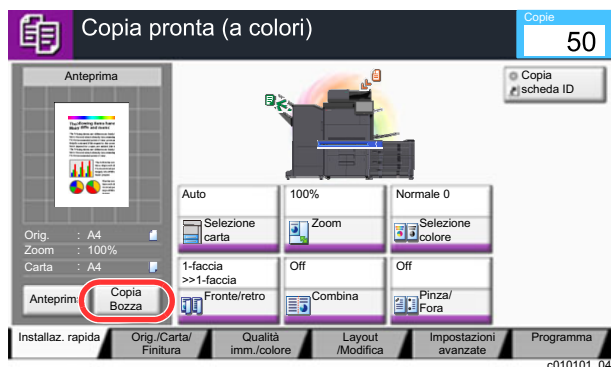 Copia pronta (a colori)
Copie
50
Anteprima
Copia
scheda ID
Orig. : A4
Zoom : 100%
Carta : A4
Anteprim
Copia
Bozza
Auto
Selezione
carta
100%
Zoom
Normale 0
Selezione
colore
1-faccia
>>1-faccia
Fronte/retro
Off
Combina
Off
Pinza/
Fora
Installaz. rapida
Orig./Carta/
Finitura
Qualità
imm./colore
Layout
/Modifica
Impostazioni
avanzate
Programma
c010101_04